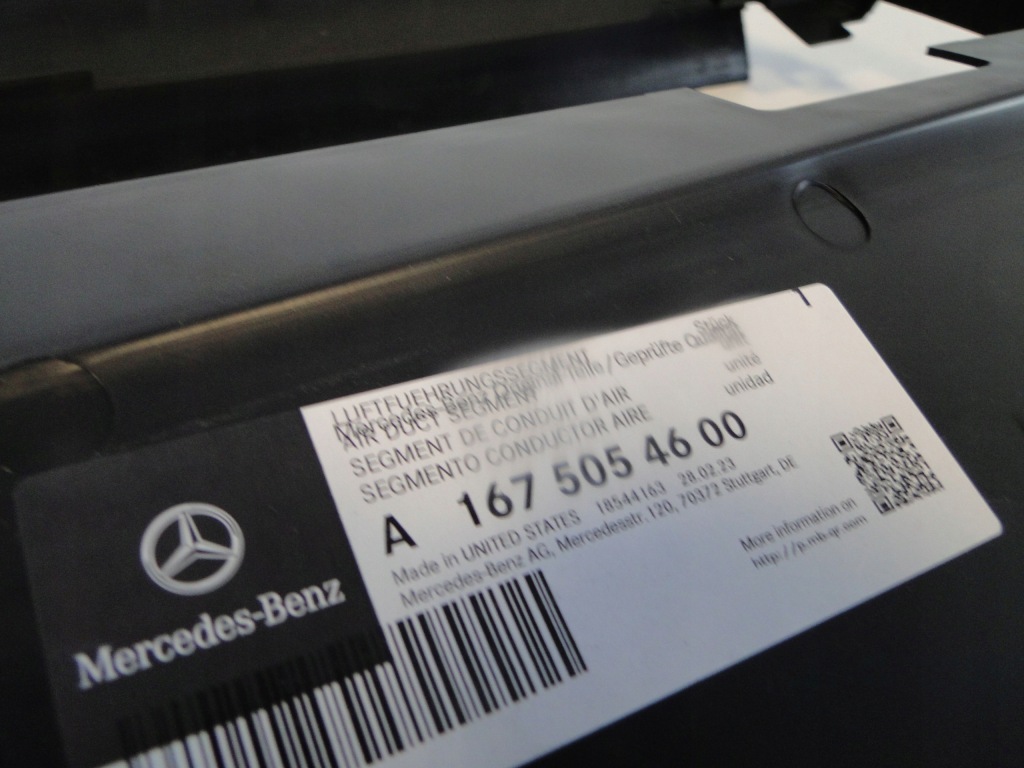 Mercedes-Benz Original Teile / Geprüfte Qualität
LUFTFUEHRUNGSSEGMENT
AIR DUCT SEGMENT
SEGMENT DE CONDUIT D'AIR
SEGMENTO CONDUCTOR AIRE
Stück
unité
unidad
A 167 505 46 00
Made in UNITED STATES 18544163 28.02.23
Mercedes-Benz AG, Mercedesstr. 120, 70372 Stuttgart, DE
More information on
http://p.mb-qr.com
Mercedes-Benz